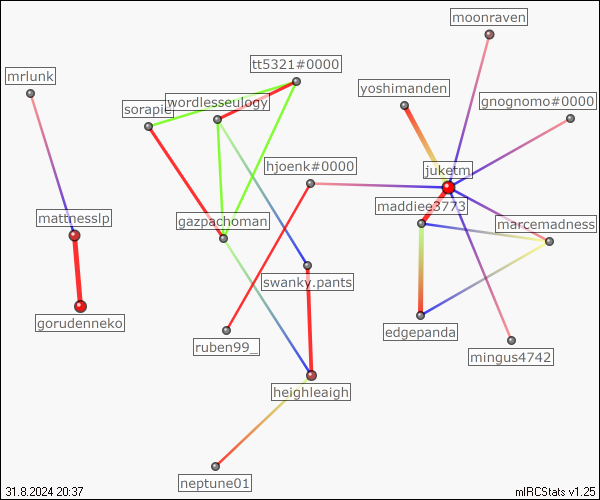 moonraven
tt5321#0000
mrlunk
yoshimanden
gnognomo#0000
sorapie
wordlesseulogy
hjoenk#0000
juketm
maddiee3773
mattnesslp
gazpachoman
marcemadness
swanky.pants
gorudenneko
edgepanda
ruben99_
mingus4742
heighleaigh
neptune01
31.8.2024 20:37
mIRCStats v1.25